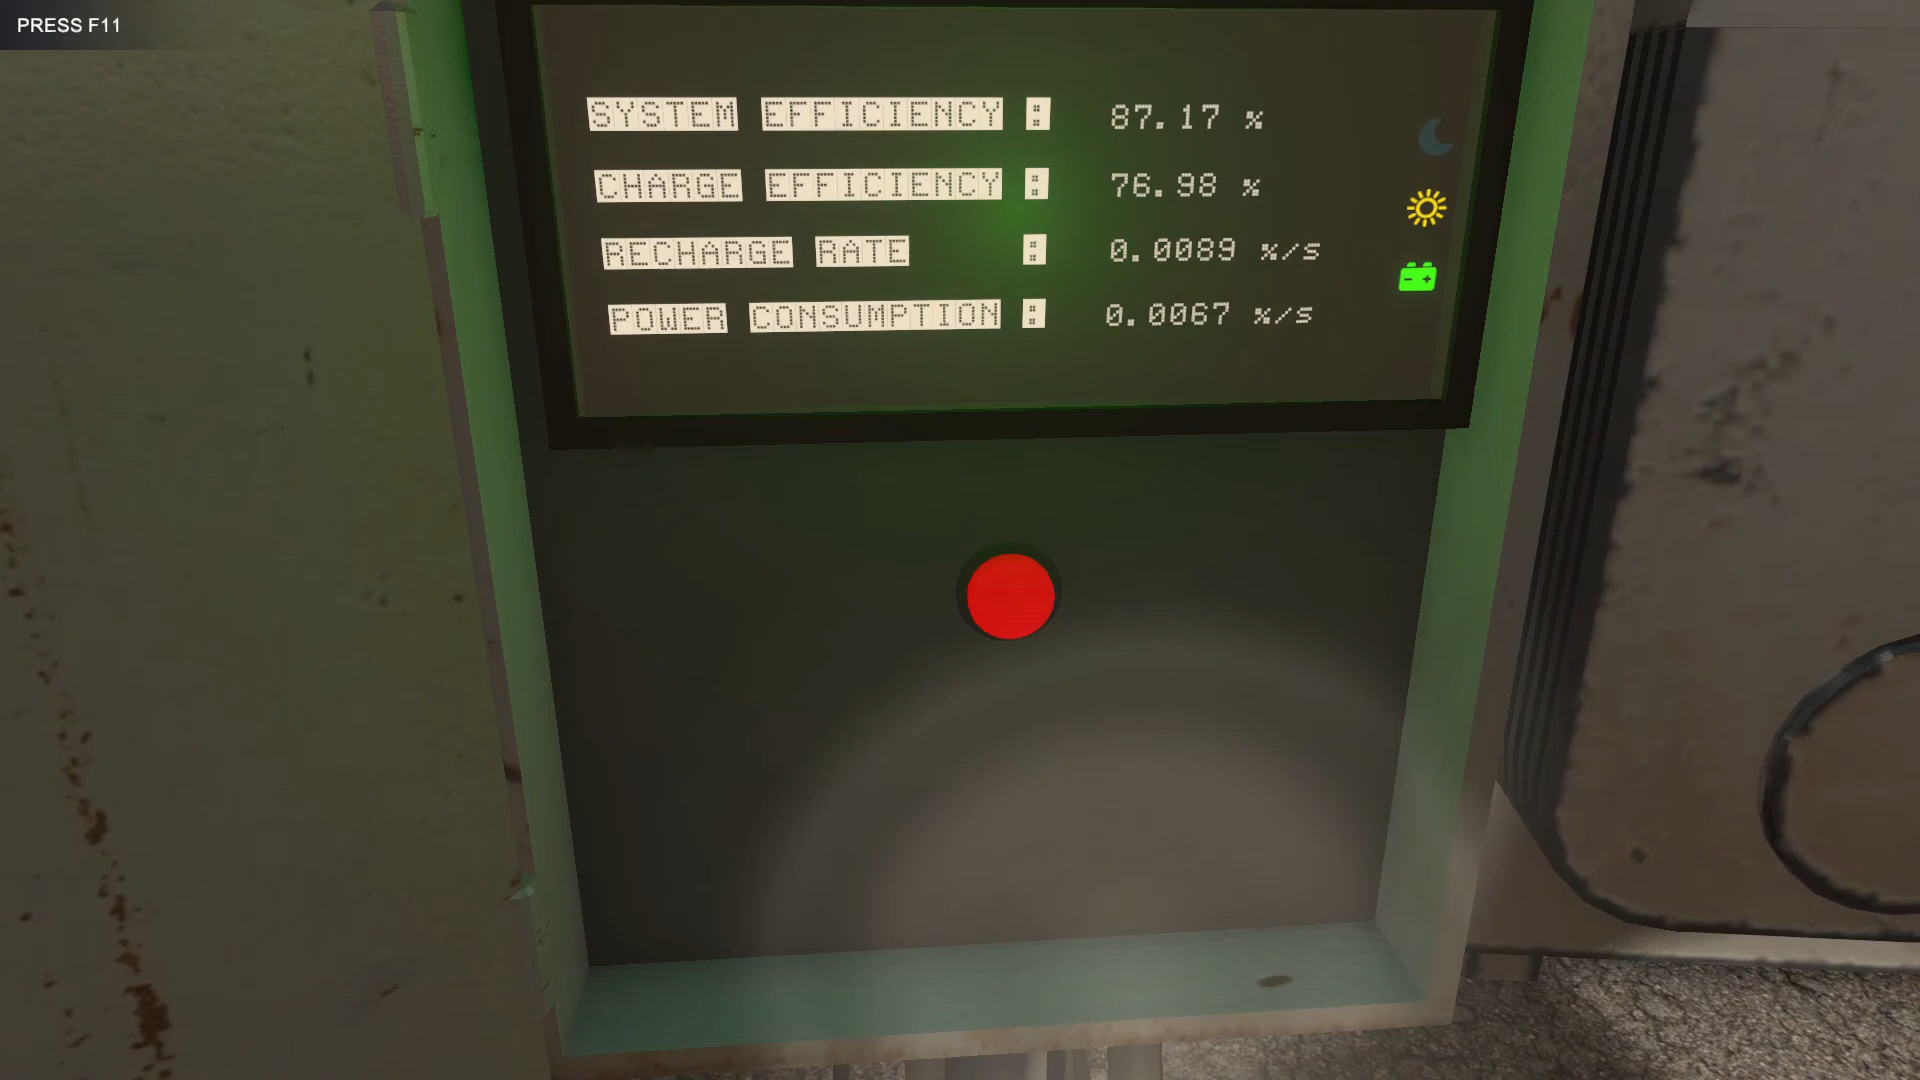 PRESS F11
SYSTEM EFFICIENCY : 87.17 %
CHARGE EFFICIENCY : 76.98 %
RECHARGE RATE : 0.0089 %/s
POWER CONSUMPTION : 0.0067 %/s